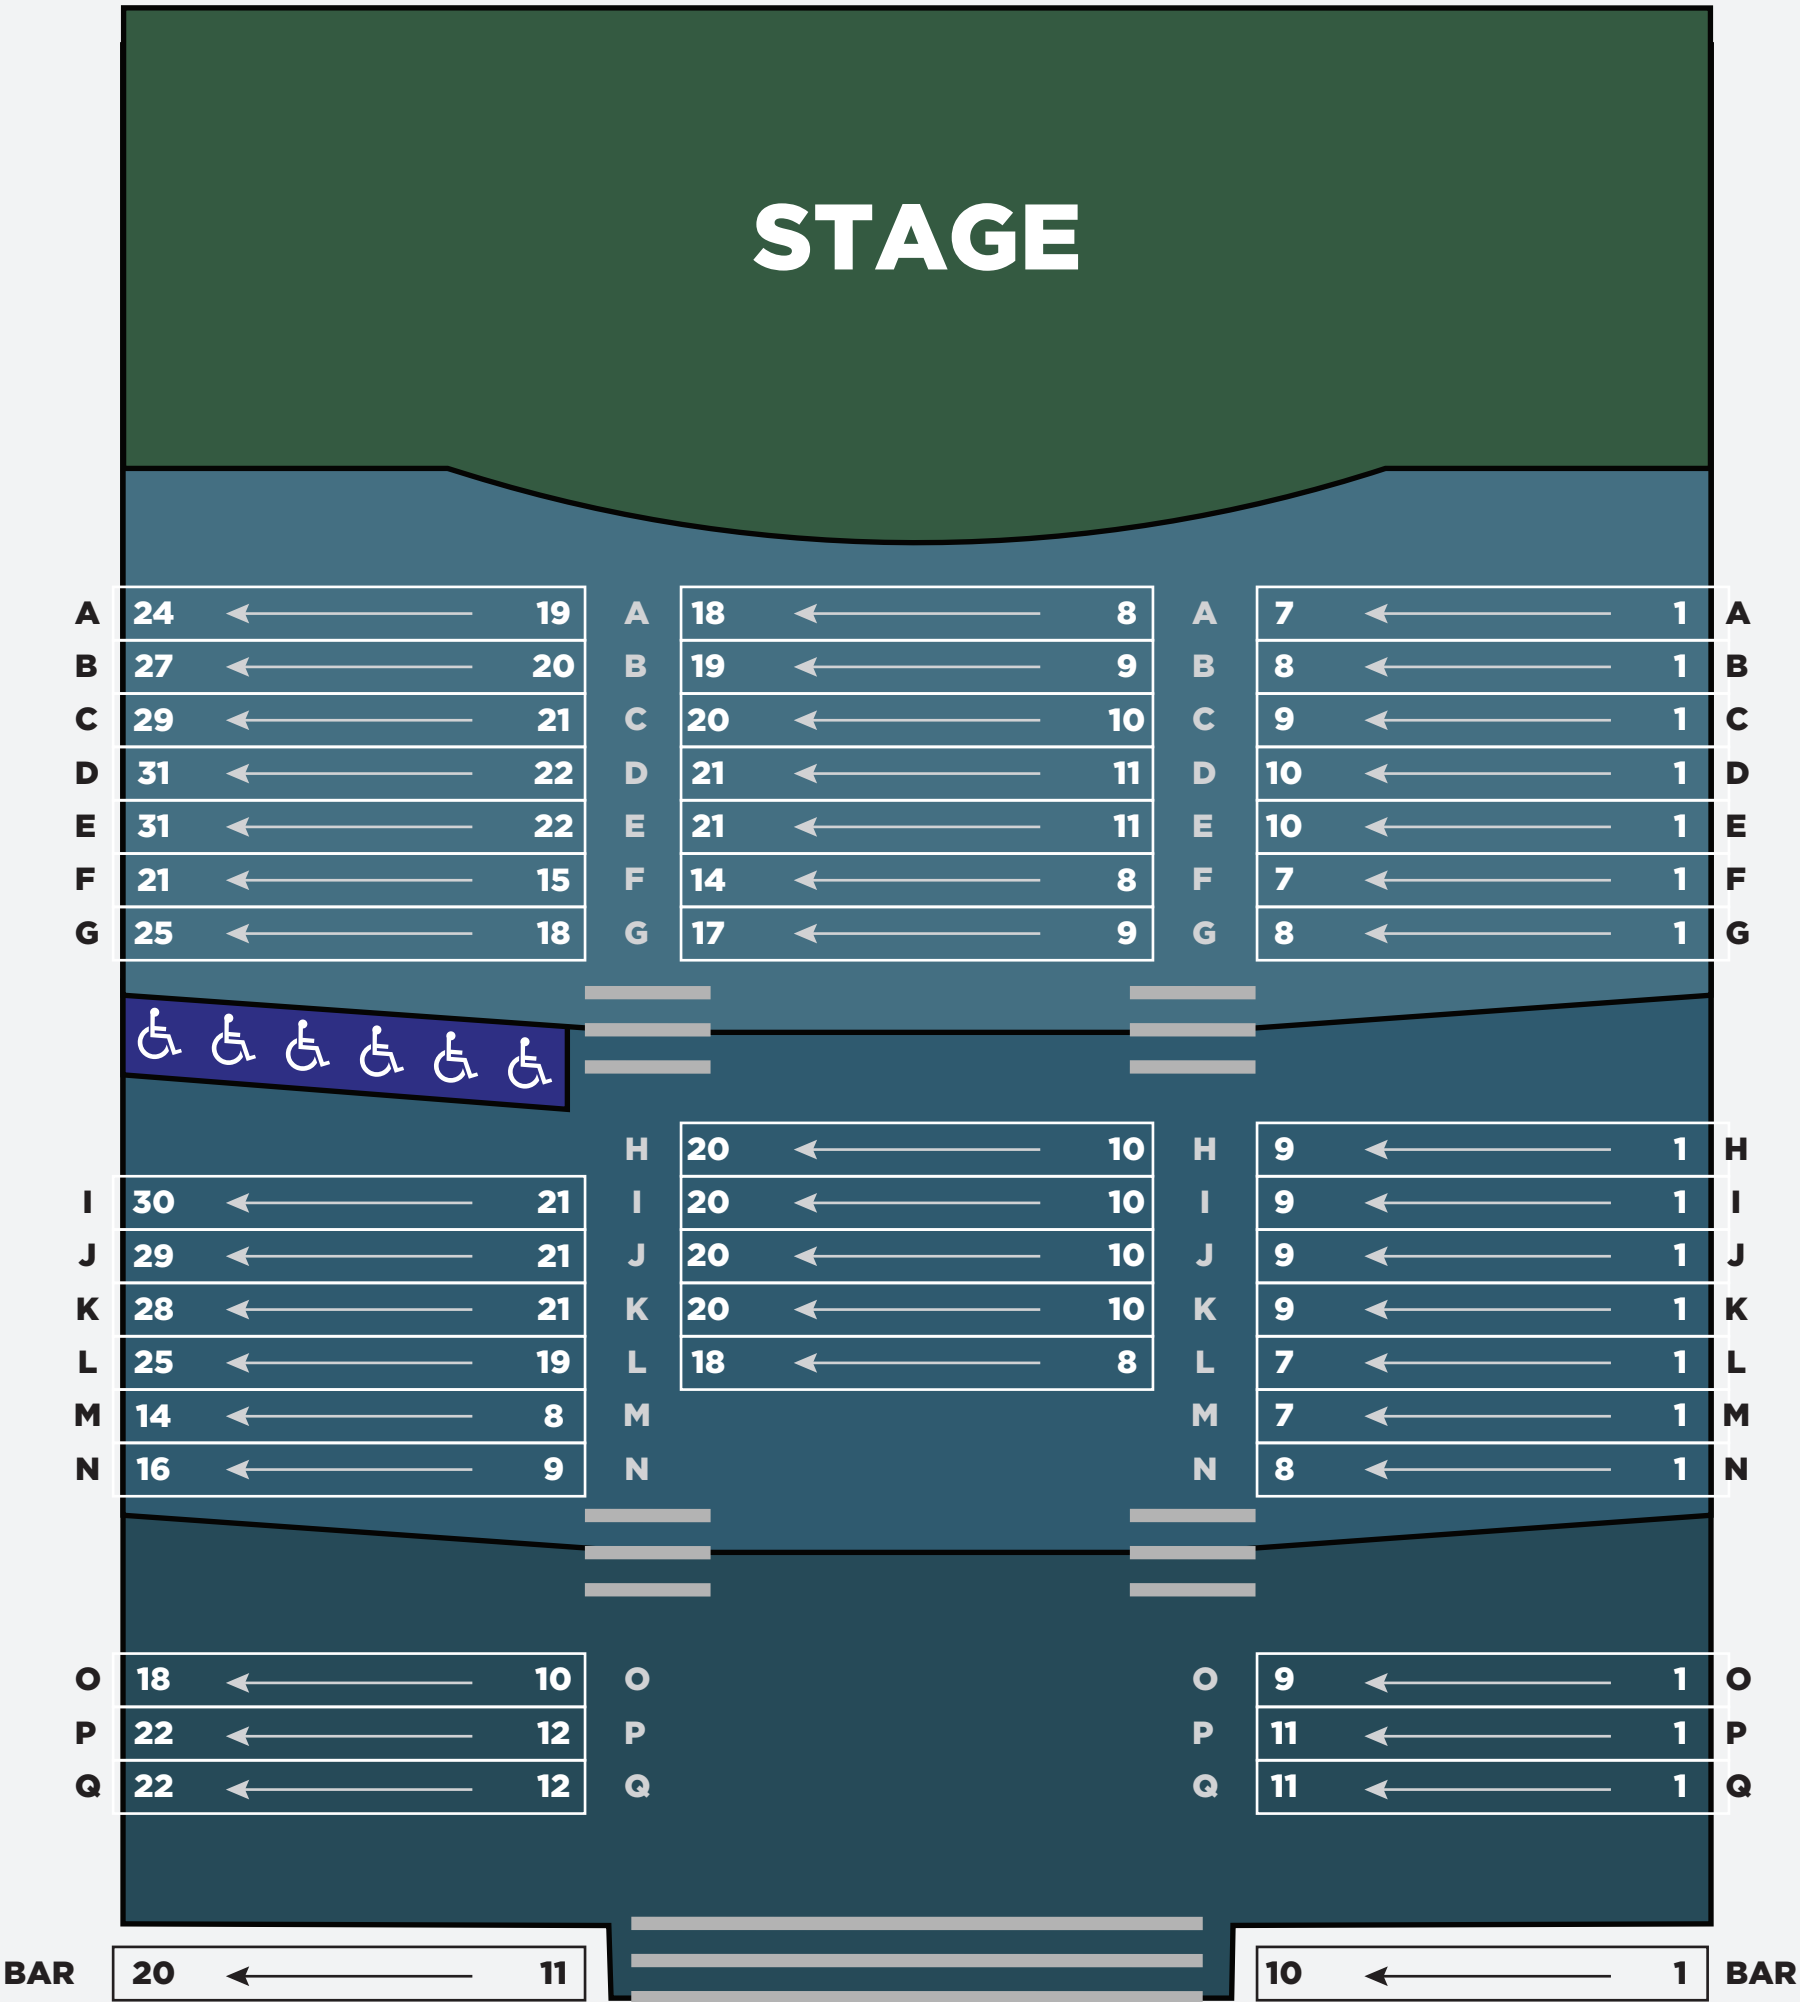 STAGE
A 24 19 A 18 8 A 7 1 A
B 27 20 B 19 9 B 8 1 B
C 29 21 C 20 10 C 9 1 C
D 31 22 D 21 11 D 10 1 D
E 31 22 E 21 11 E 10 1 E
F 21 15 F 14 8 F 7 1 F
G 25 18 G 17 9 G 8 1 G
H 20 10 H 9 1 H
I 30 21 I 20 10 I 9 1 I
J 29 21 J 20 10 J 9 1 J
K 28 21 K 20 10 K 9 1 K
L 25 19 L 18 8 L 7 1 L
M 14 8 M M 7 1 M
N 16 9 N N 8 1 N
O 18 10 O O 9 1 O
P 22 12 P P 11 1 P
Q 22 12 Q Q 11 1 Q
BAR 20 11 10 1 BAR